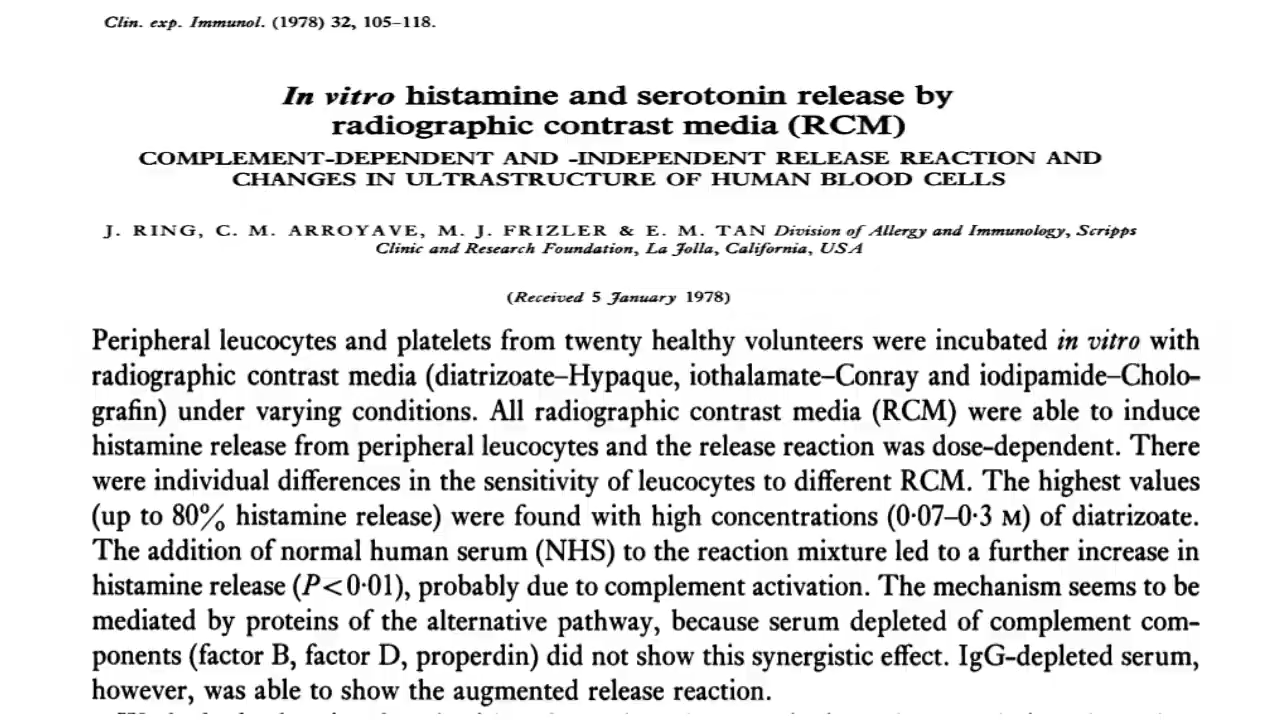 Clin. exp. Immunol. (1978) 32, 105–118.
In vitro histamine and serotonin release by
radiographic contrast media (RCM)
COMPLEMENT-DEPENDENT AND -INDEPENDENT RELEASE REACTION AND
CHANGES IN ULTRASTRUCTURE OF HUMAN BLOOD CELLS
J. RING, C. M. ARROYAVE, M. J. FRIZLER & E. M. TAN Division of Allergy and Immunology, Scripps
Clinic and Research Foundation, La Jolla, California, USA
(Received 5 January 1978)
Peripheral leucocytes and platelets from twenty healthy volunteers were incubated in vitro with
radiographic contrast media (diatrizoate–Hypaque, iothalamate–Conray and iodipamide–Cholo-
grafin) under varying conditions. All radiographic contrast media (RCM) were able to induce
histamine release from peripheral leucocytes and the release reaction was dose-dependent. There
were individual differences in the sensitivity of leucocytes to different RCM. The highest values
(up to 80% histamine release) were found with high concentrations (0·07–0·3 M) of diatrizoate.
The addition of normal human serum (NHS) to the reaction mixture led to a further increase in
histamine release (P<0·01), probably due to complement activation. The mechanism seems to be
mediated by proteins of the alternative pathway, because serum depleted of complement com-
ponents (factor B, factor D, properdin) did not show this synergistic effect. IgG-depleted serum,
however, was able to show the augmented release reaction.